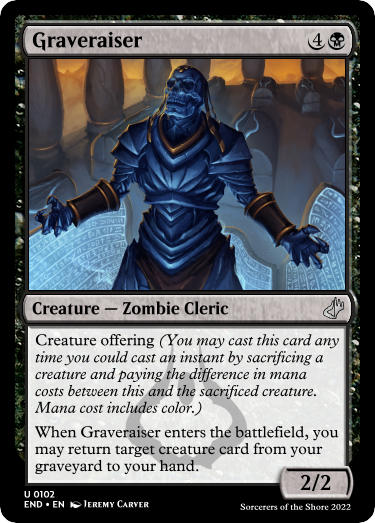 Graveraiser 4
Creature — Zombie Cleric
Creature offering (You may cast this card any
time you could cast an instant by sacrificing a
creature and paying the difference in mana
costs between this and the sacrificed creature.
Mana cost includes color.)
When Graveraiser enters the battlefield, you
may return target creature card from your
graveyard to your hand.
2/2
U 0102
END • EN Jeremy Carver
Sorcerers of the Shore 2022